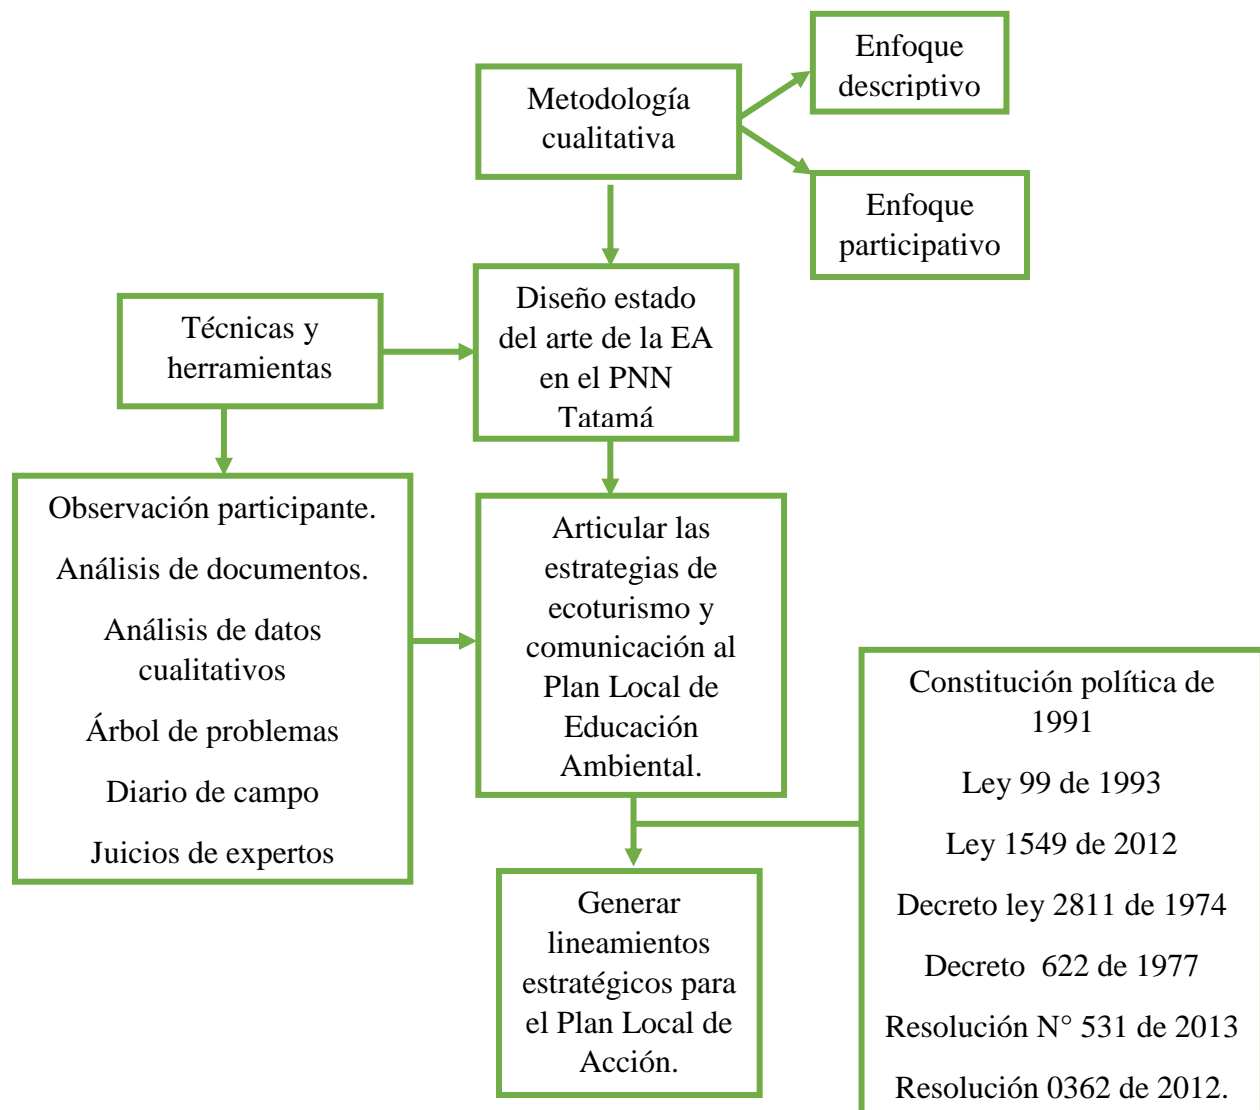 Enfoque
descriptivo
Metodología
cualitativa
Enfoque
participativo
Diseño estado
del arte de la EA
en el PNN
Tatamá
Técnicas y
herramientas
Observación participante.
Análisis de documentos.
Análisis de datos
cualitativos
Árbol de problemas
Diario de campo
Juicios de expertos
Articular las
estrategias de
ecoturismo y
comunicación al
Plan Local de
Educación
Ambiental.
Constitución política de
1991
Ley 99 de 1993
Ley 1549 de 2012
Decreto ley 2811 de 1974
Decreto  622 de 1977
Resolución N° 531 de 2013
Resolución 0362 de 2012.
Generar
lineamientos
estratégicos para
el Plan Local de
Acción.